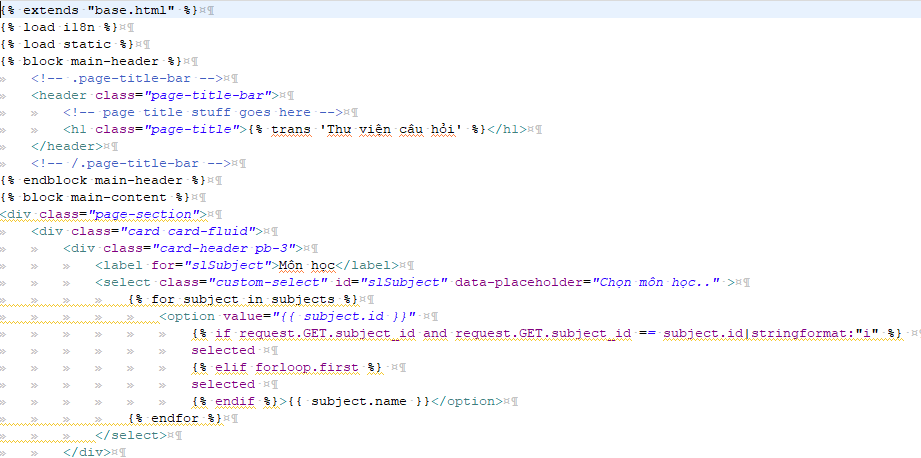 {% extends "base.html" %}
{% load i18n %}
{% load static %}
{% block main-header %}
<!-- .page-title-bar -->
<header class="page-title-bar">
<!-- page title stuff goes here -->
<h1 class="page-title">{% trans 'Thư viện câu hỏi' %}</h1>
</header>
<!-- /.page-title-bar -->
{% endblock main-header %}
{% block main-content %}
<div class="page-section">
<div class="card card-fluid">
<div class="card-header pb-3">
<label for="slSubject">Môn học</label>
<select class="custom-select" id="slSubject" data-placeholder="Chọn môn học.." >
{% for subject in subjects %}
<option value="{{ subject.id }}"
{% if request.GET.subject_id and request.GET.subject_id == subject.id|stringformat:"i" %}
selected
{% elif forloop.first %}
selected
{% endif %}>{{ subject.name }}</option>
{% endfor %}
</select>
</div>